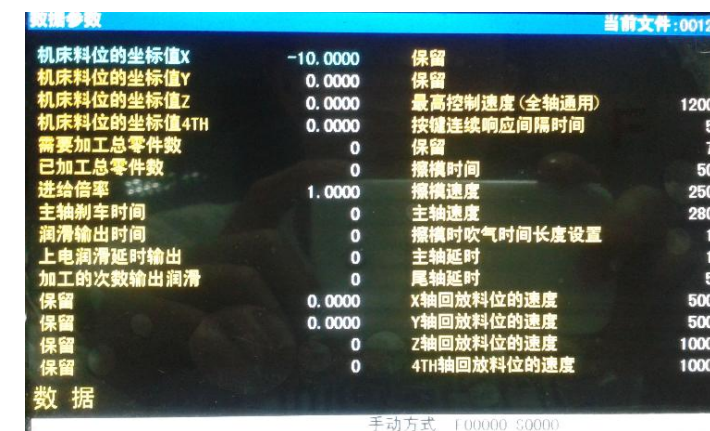 数据参数 当前文件:0012
机床料位的坐标值X -10.0000 保留
机床料位的坐标值Y 0.0000 保留
机床料位的坐标值Z 0.0000 最高控制速度(全轴通用) 1200
机床料位的坐标值4TH 0.0000 按键连续响应间隔时间 5
需要加工总零件数 0 保留 7
已加工总零件数 0 擦模时间 50
进给倍率 1.0000 擦模速度 250
主轴刹车时间 0 主轴速度 280
润滑输出时间 0 擦模时吹气时间长度设置 1
上电润滑延时输出 0 主轴延时 1
加工的次数输出润滑 0 尾轴延时 5
保留 0.0000 X轴回放料位的速度 500
保留 0.0000 Y轴回放料位的速度 500
保留 0 Z轴回放料位的速度 1000
保留 0 4TH轴回放料位的速度 1000
数据
手动方式 F00000 S0000